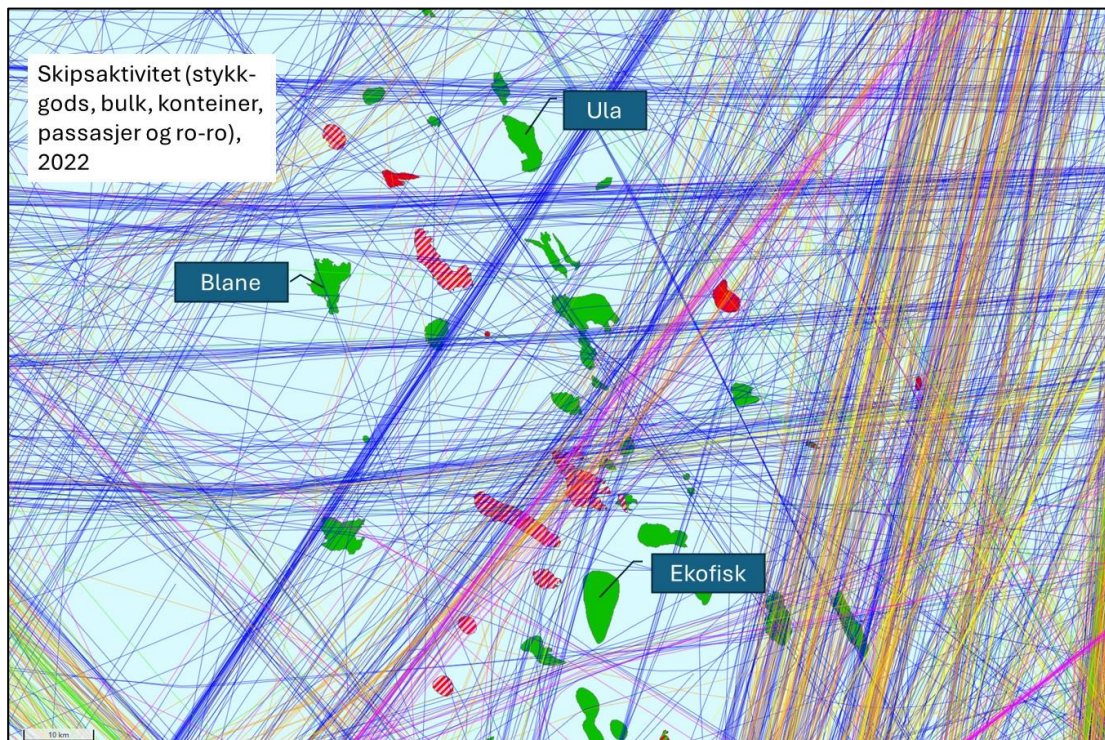 Skipsaktivitet (stykk-
gods, bulk, konteiner,
passasjer og ro-ro),
2022
Ula
Blane
Ekofisk
10 km